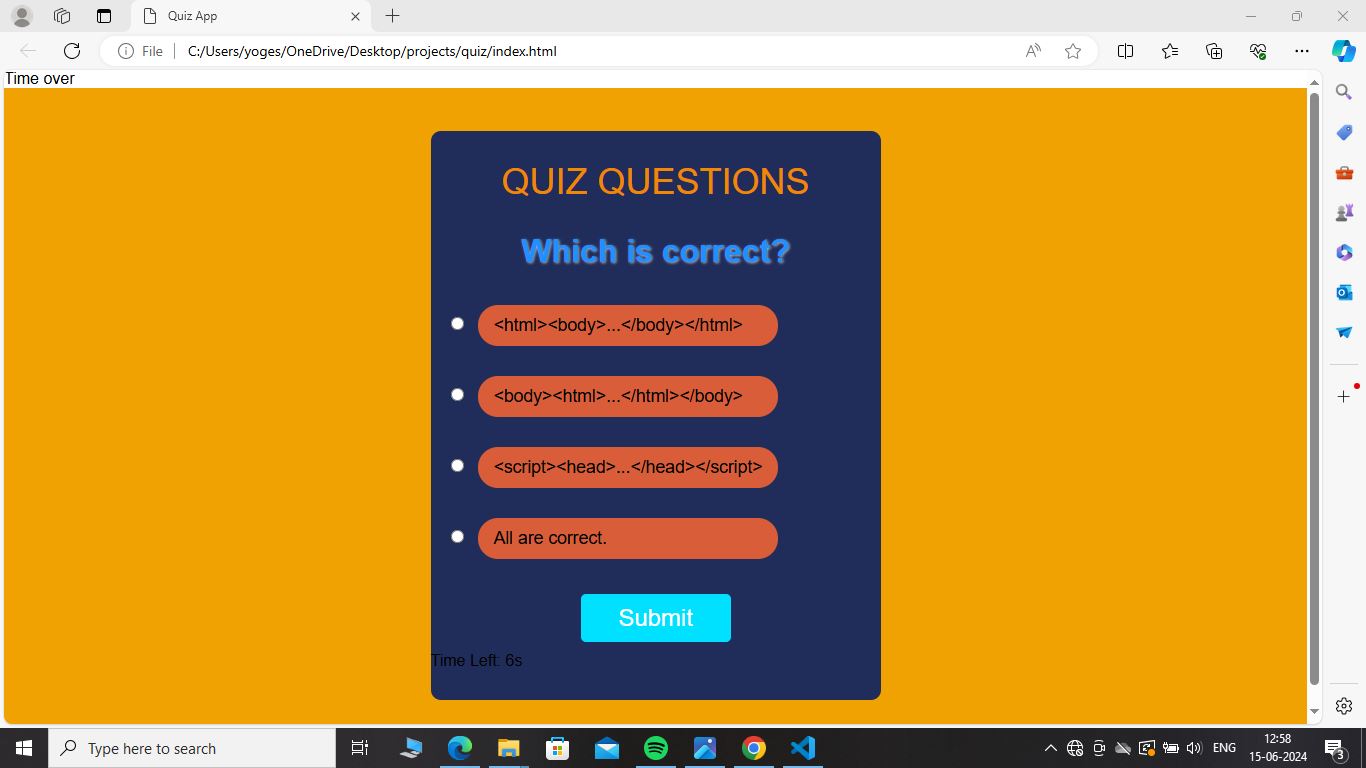 Quiz App
File
C:/Users/yoges/OneDrive/Desktop/projects/quiz/index.html
Time over
QUIZ QUESTIONS
Which is correct?
<html><body>...</body></html>
<body><html>...</html></body>
<script><head>...</head></script>
All are correct.
Submit
Time Left: 6s
Type here to search
ENG
12:58
15-06-2024
3